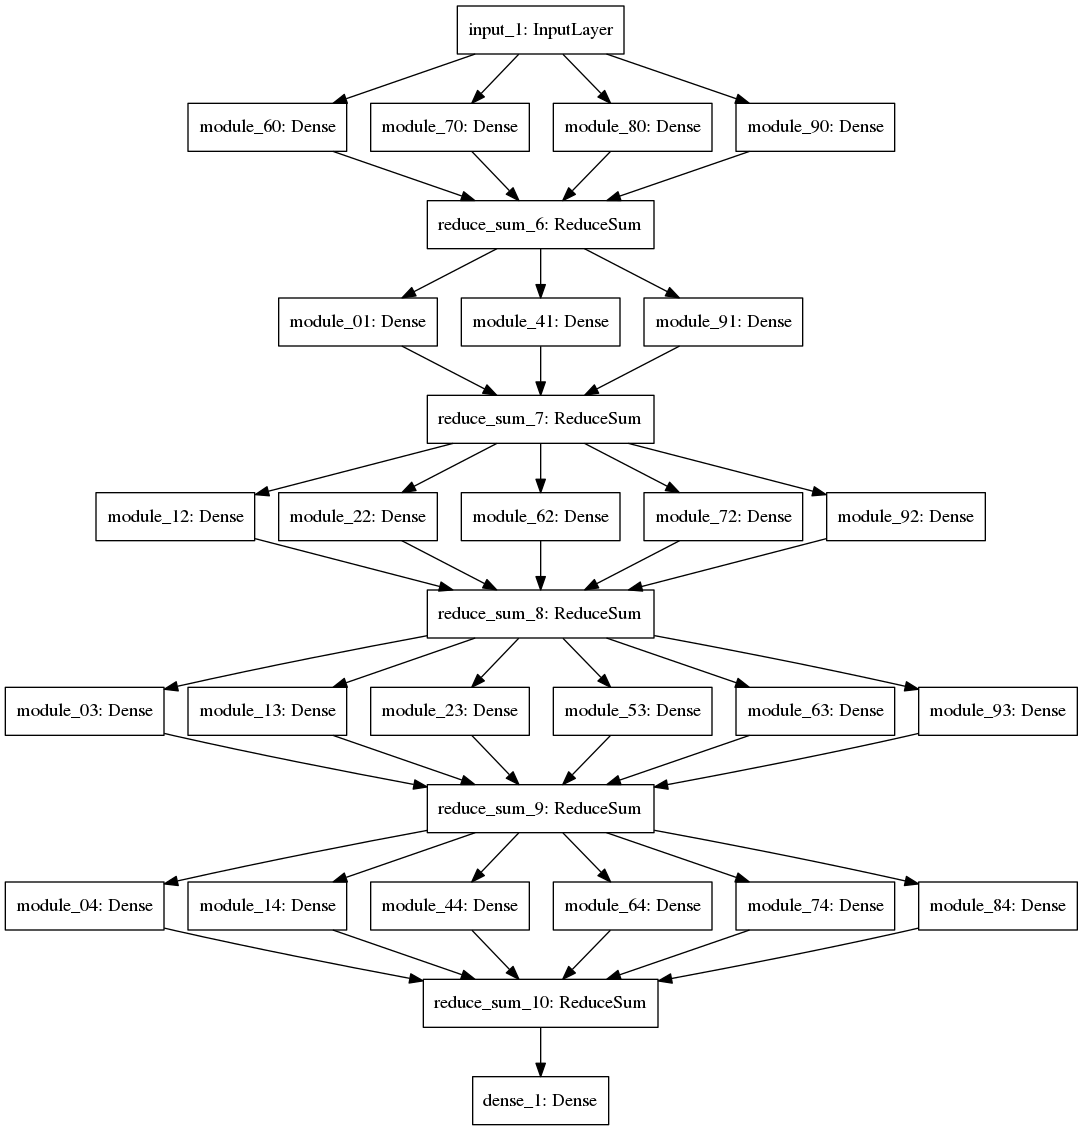 input_1: InputLayer
module_60: Dense
module_70: Dense
module_80: Dense
module_90: Dense
reduce_sum_6: ReduceSum
module_01: Dense
module_41: Dense
module_91: Dense
reduce_sum_7: ReduceSum
module_12: Dense
module_22: Dense
module_62: Dense
module_72: Dense
module_92: Dense
reduce_sum_8: ReduceSum
module_03: Dense
module_13: Dense
module_23: Dense
module_53: Dense
module_63: Dense
module_93: Dense
reduce_sum_9: ReduceSum
module_04: Dense
module_14: Dense
module_44: Dense
module_64: Dense
module_74: Dense
module_84: Dense
reduce_sum_10: ReduceSum
dense_1: Dense